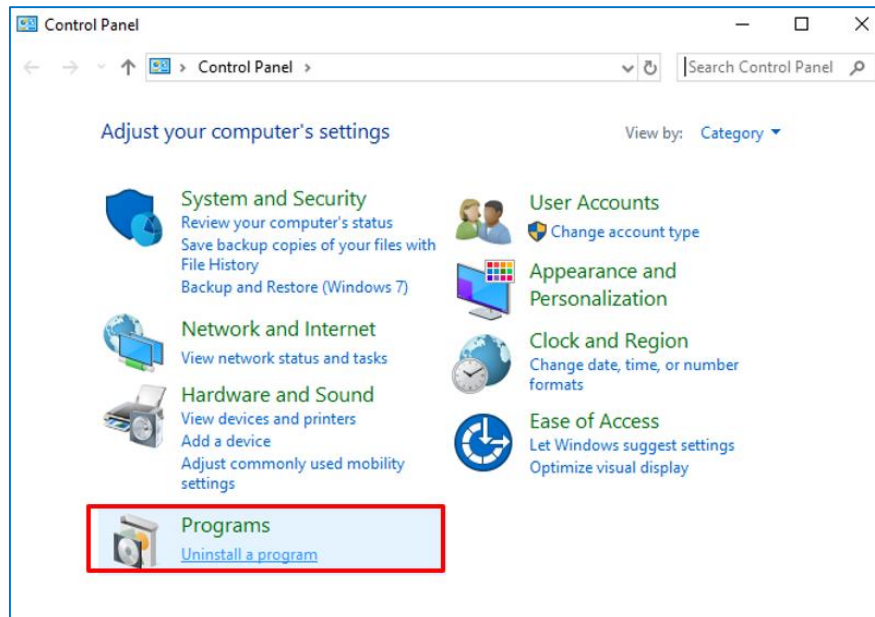 Control Panel
Control Panel
Search Control Panel
Adjust your computer's settings
View by: Category
System and Security
Review your computer's status
Save backup copies of your files with
File History
Backup and Restore (Windows 7)
Network and Internet
View network status and tasks
Hardware and Sound
View devices and printers
Add a device
Adjust commonly used mobility
settings
Programs
Uninstall a program
User Accounts
Change account type
Appearance and
Personalization
Clock and Region
Change date, time, or number
formats
Ease of Access
Let Windows suggest settings
Optimize visual display